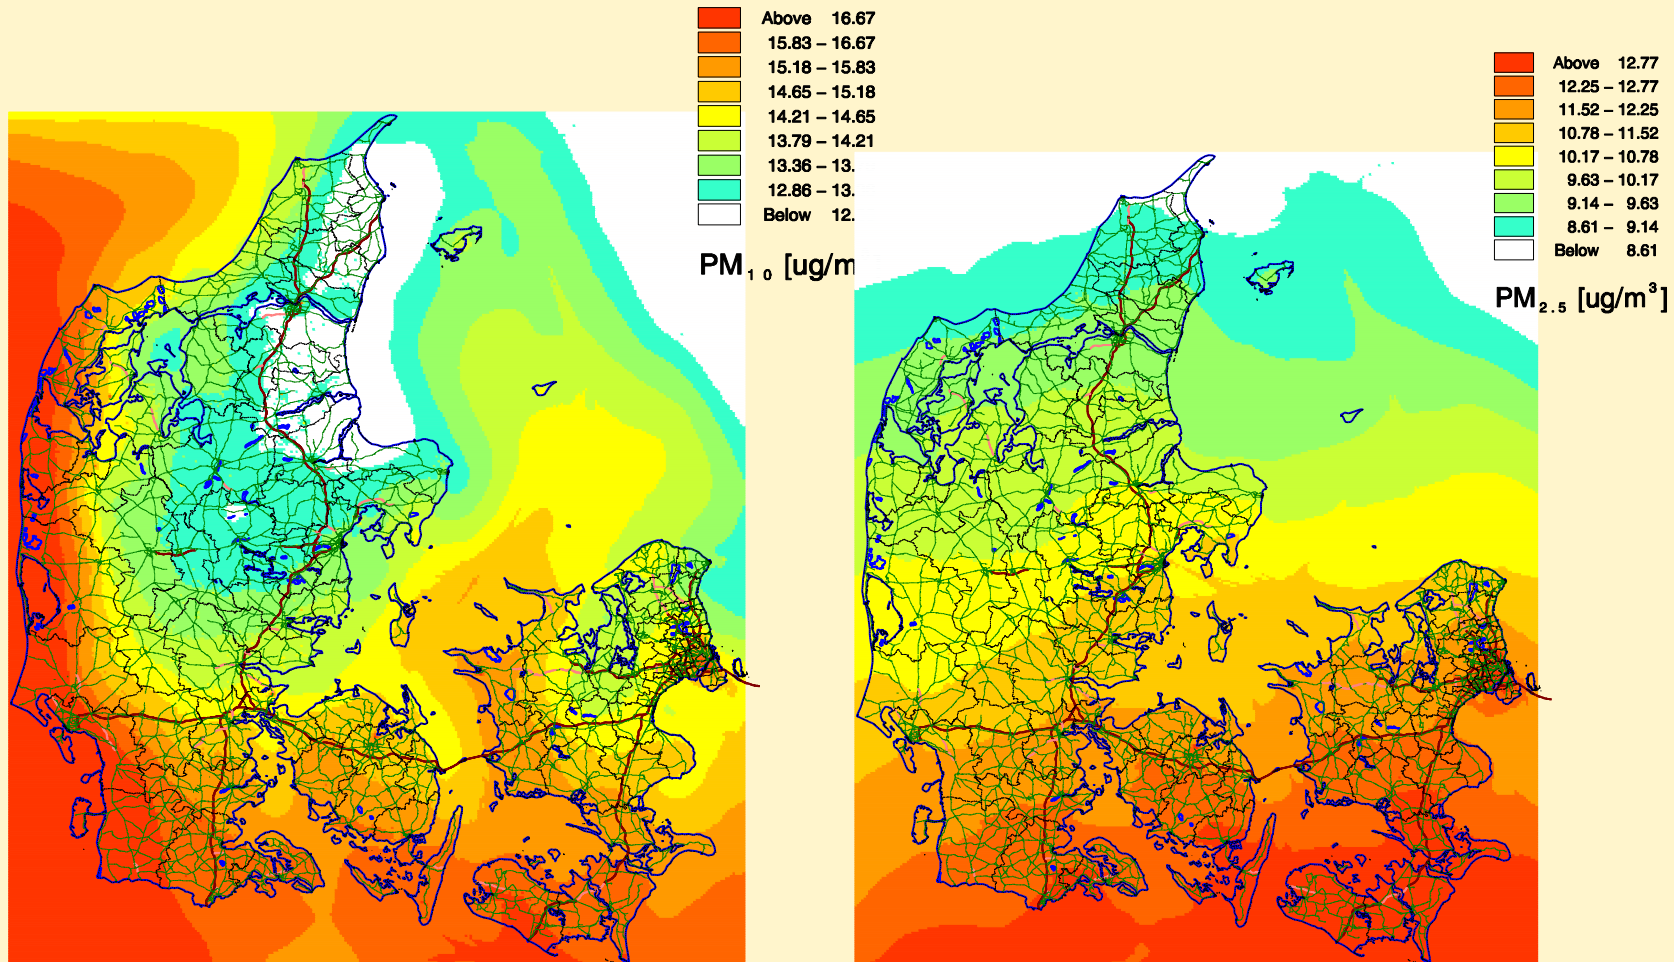 Above 16.67
15.83 – 16.67
15.18 – 15.83
14.65 – 15.18
14.21 – 14.65
13.79 – 14.21
13.36 – 13.
12.86 – 13.
Below 12.
PM₁₀ [ug/m
Above 12.77
12.25 – 12.77
11.52 – 12.25
10.78 – 11.52
10.17 – 10.78
9.63 – 10.17
9.14 – 9.63
8.61 – 9.14
Below 8.61
PM₂.₅ [ug/m³]